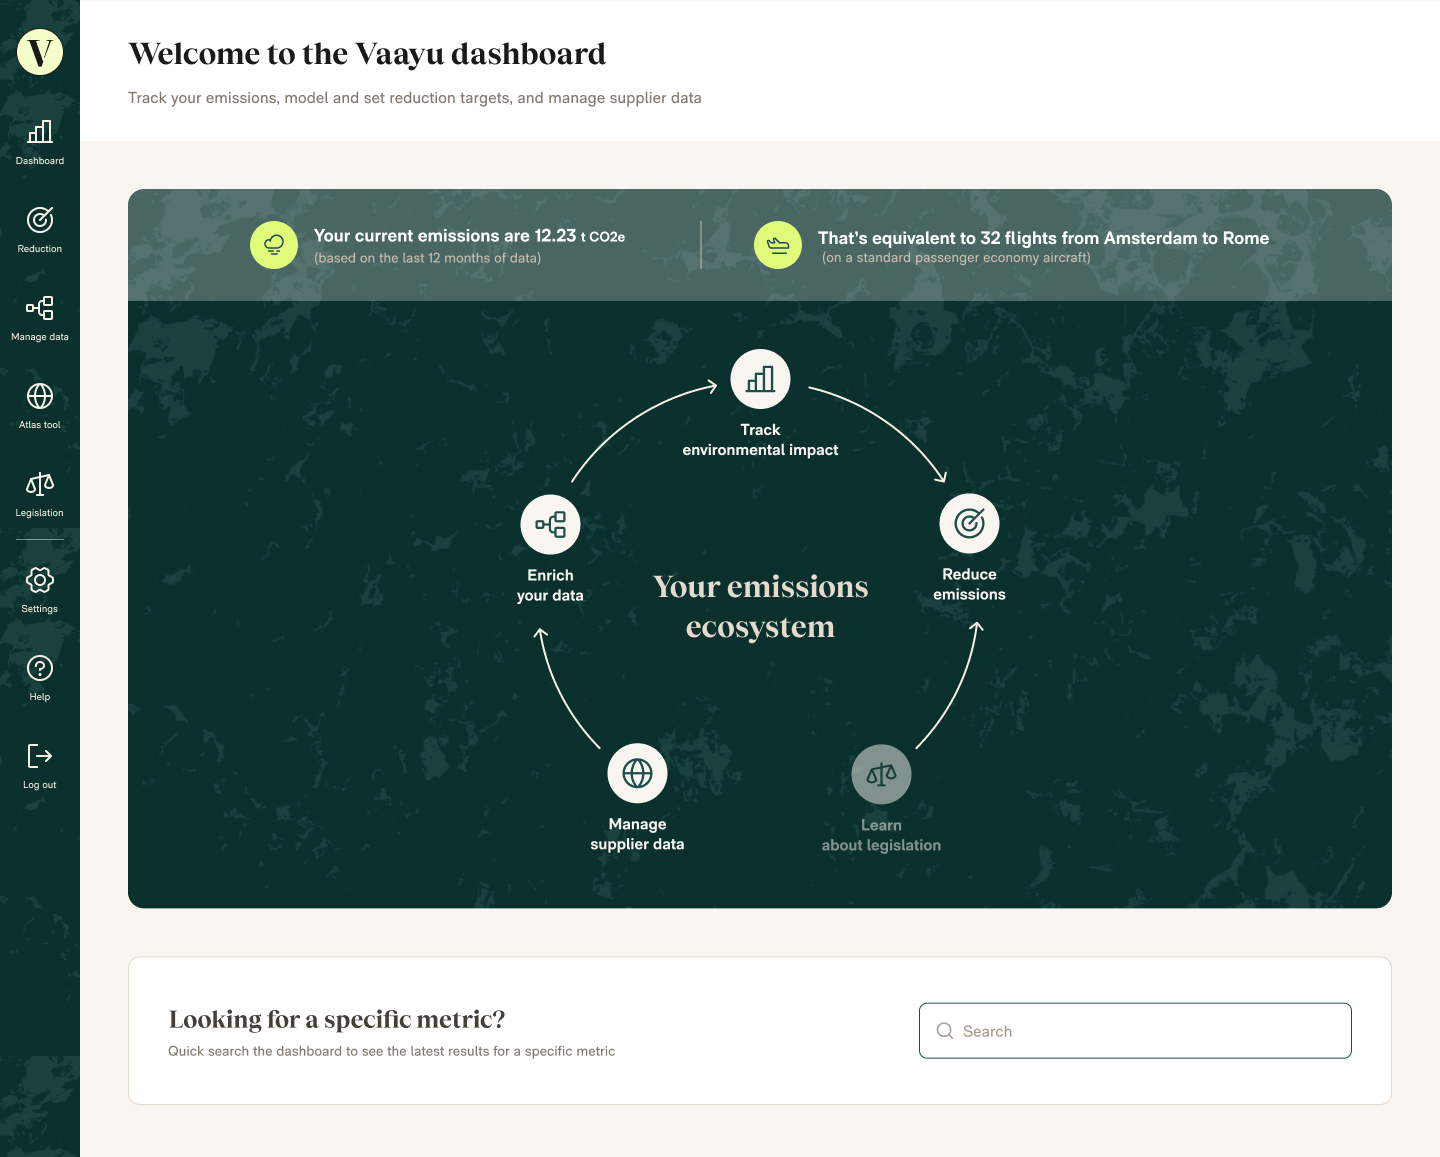 V
Dashboard
Reduction
Manage data
Atlas tool
Legislation
Settings
Help
Log out
Welcome to the Vaayu dashboard
Track your emissions, model and set reduction targets, and manage supplier data
Your current emissions are 12.23 t CO2e
(based on the last 12 months of data)
That’s equivalent to 32 flights from Amsterdam to Rome
(on a standard passenger economy aircraft)
Track
environmental impact
Enrich
your data
Reduce
emissions
Your emissions
ecosystem
Manage
supplier data
Learn
about legislation
Looking for a specific metric?
Quick search the dashboard to see the latest results for a specific metric
Search